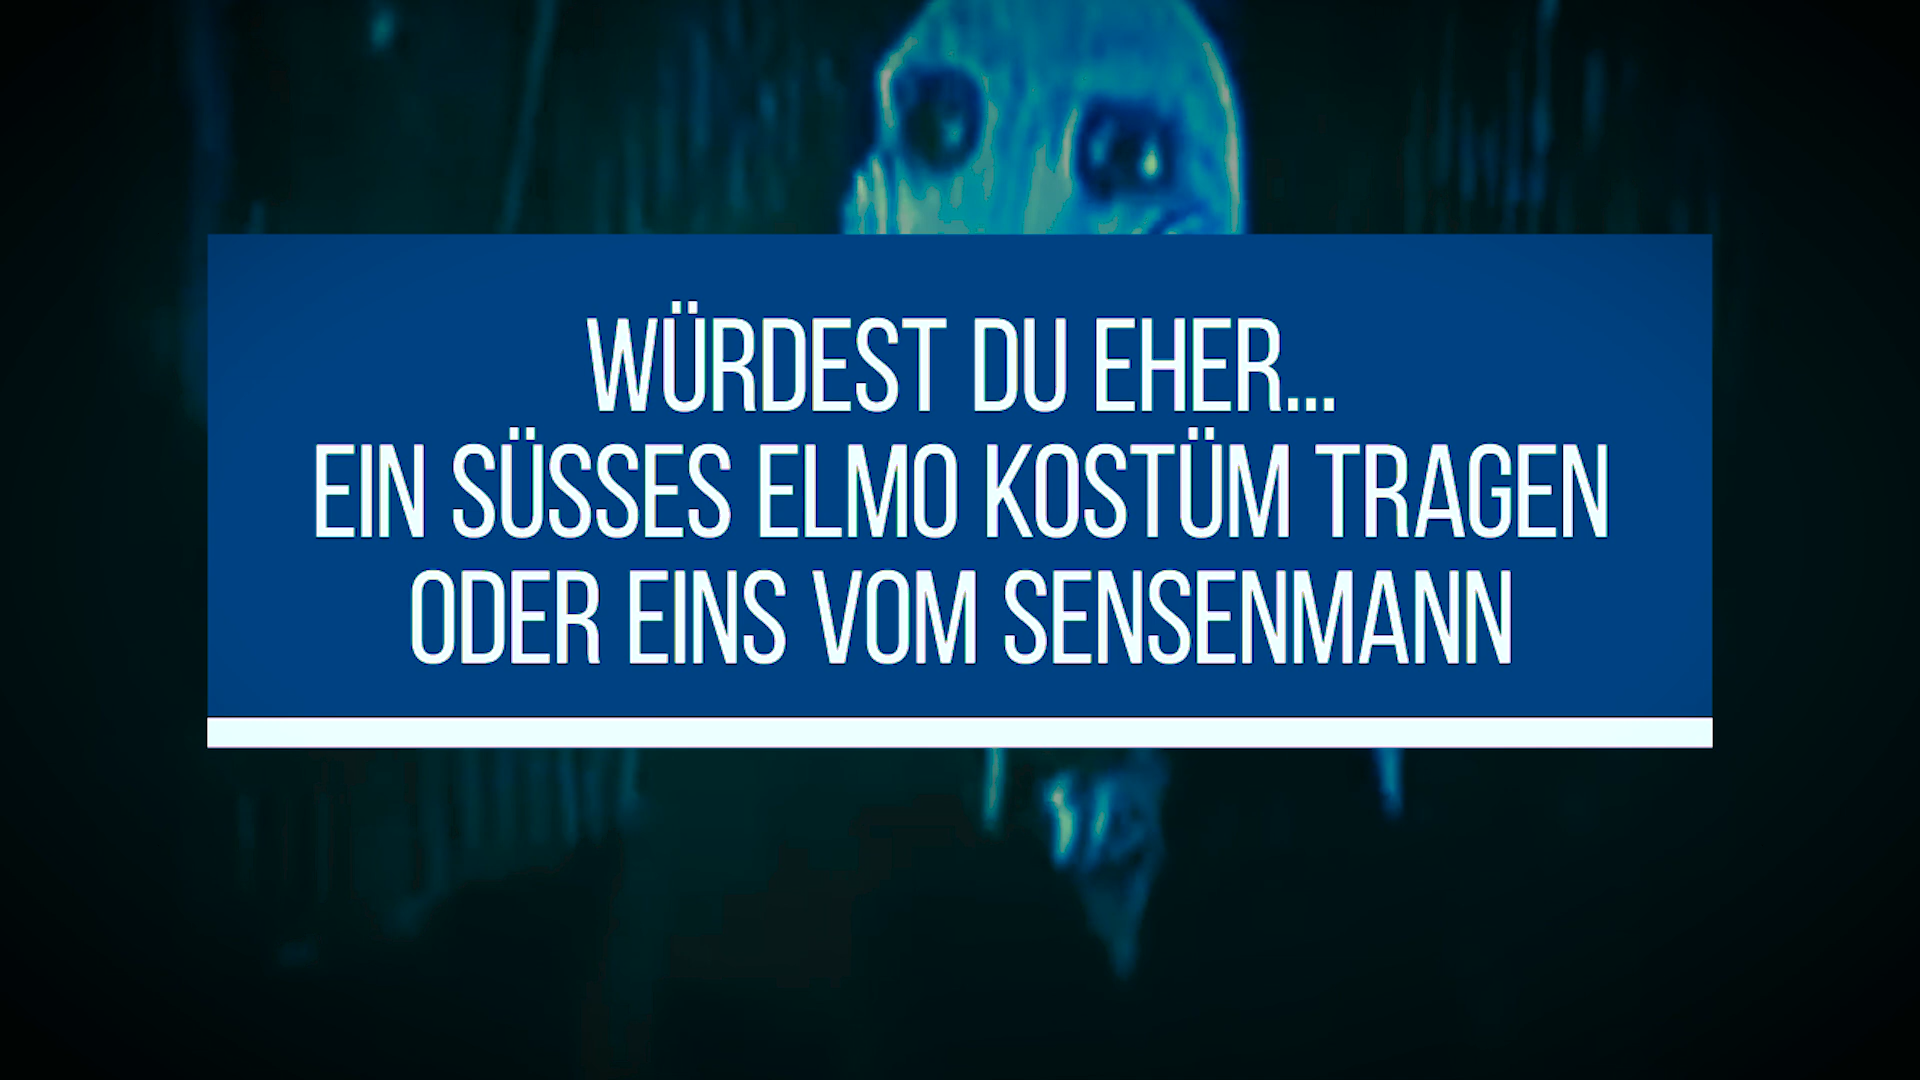 WÜRDEST DU EHER...
EIN SÜSSES ELMO KOSTÜM TRAGEN
ODER EINS VOM SENSENMANN